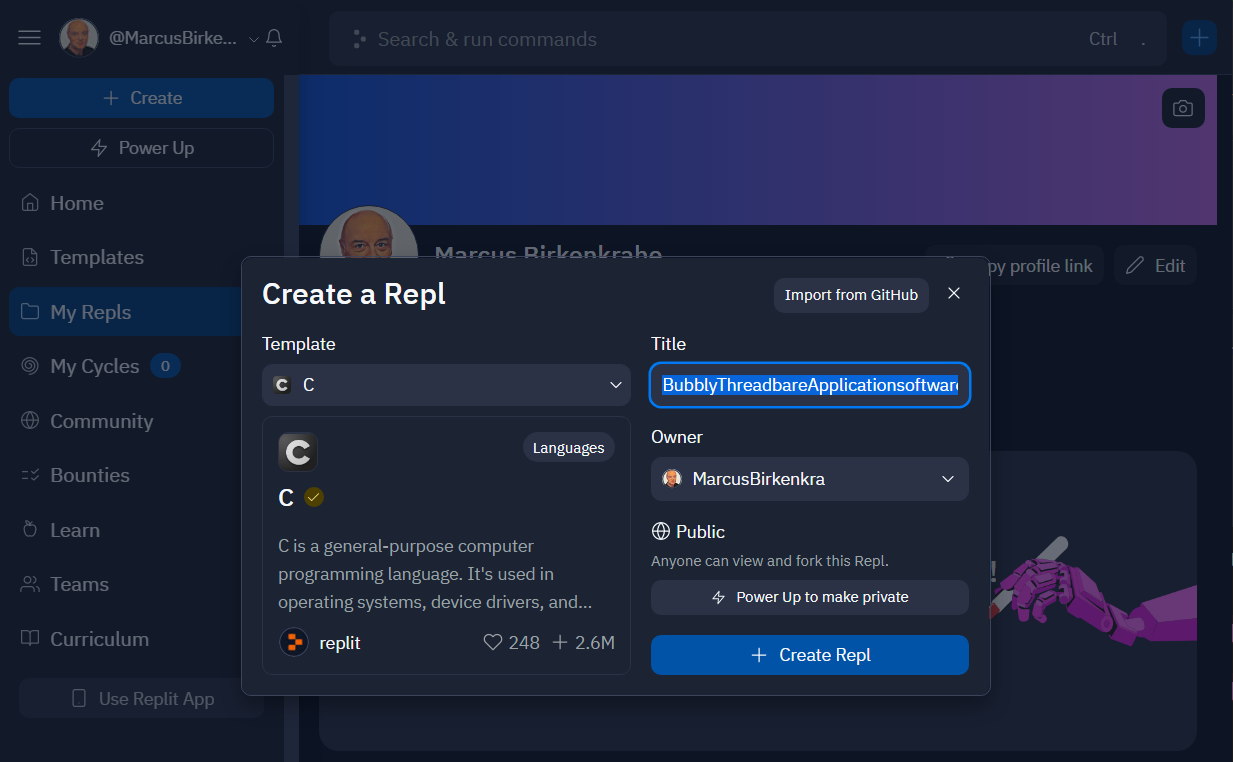 @MarcusBirke...
Search & run commands
Ctrl .
+ Create
Power Up
Home
Templates
My Repls
My Cycles 0
Community
Bounties
Learn
Teams
Curriculum
Use Replit App
Marcus Birkenkrahe
py profile link
Edit
Create a Repl
Import from GitHub
Template
C C
C
Languages
C
C is a general-purpose computer
programming language. It's used in
operating systems, device drivers, and...
replit
248
+ 2.6M
Title
BubblyThreadbareApplicationsoftware
Owner
MarcusBirkenkra
Public
Anyone can view and fork this Repl.
Power Up to make private
+ Create Repl
!